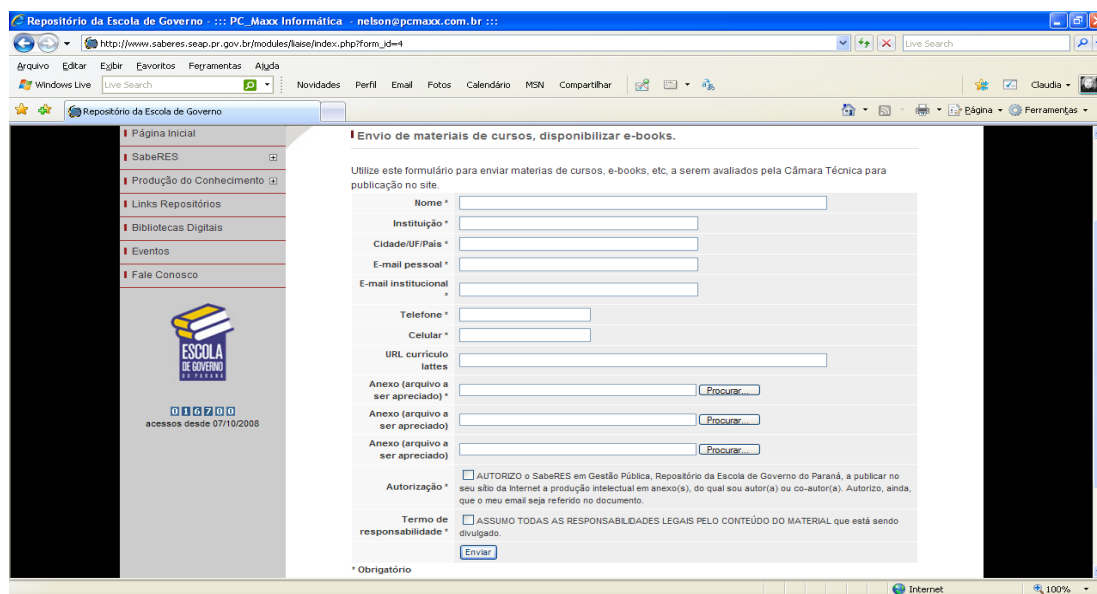 Repositório da Escola de Governo - ::: PC_Maxx Informática - nelson@pcmaxx.com.br :::
http://www.saberes.seap.pr.gov.br/modules/liaise/index.php?form_id=4
Live Search
Arquivo Editar Exibir Favoritos Ferramentas Ajuda
Windows Live Live Search Novidades Perfil Email Fotos Calendário MSN Compartilhar Claudia
Repositório da Escola de Governo Página Ferramentas
Página Inicial
SabeRES
Produção do Conhecimento
Links Repositórios
Bibliotecas Digitais
Eventos
Fale Conosco
ESCOLA
DE GOVERNO
DO PARANÁ
016700
acessos desde 07/10/2008
Envio de materiais de cursos, disponibilizar e-books.
Utilize este formulário para enviar materias de cursos, e-books, etc, a serem avaliados pela Câmara Técnica para
publicação no site.
Nome *
Instituição *
Cidade/UF/País *
E-mail pessoal *
E-mail institucional
*
Telefone *
Celular *
URL curriculo
lattes
Anexo (arquivo a
ser apreciado) *
Procurar...
Anexo (arquivo a
ser apreciado)
Procurar...
Anexo (arquivo a
ser apreciado)
Procurar...
Autorização *
AUTORIZO o SabeRES em Gestão Pública, Repositório da Escola de Governo do Paraná, a publicar no
seu sítio da Internet a produção intelectual em anexo(s), do qual sou autor(a) ou co-autor(a). Autorizo, ainda,
que o meu email seja referido no documento.
Termo de
responsabilidade *
ASSUMO TODAS AS RESPONSABILIDADES LEGAIS PELO CONTEÚDO DO MATERIAL que está sendo
divulgado.
Enviar
* Obrigatório
Internet 100%